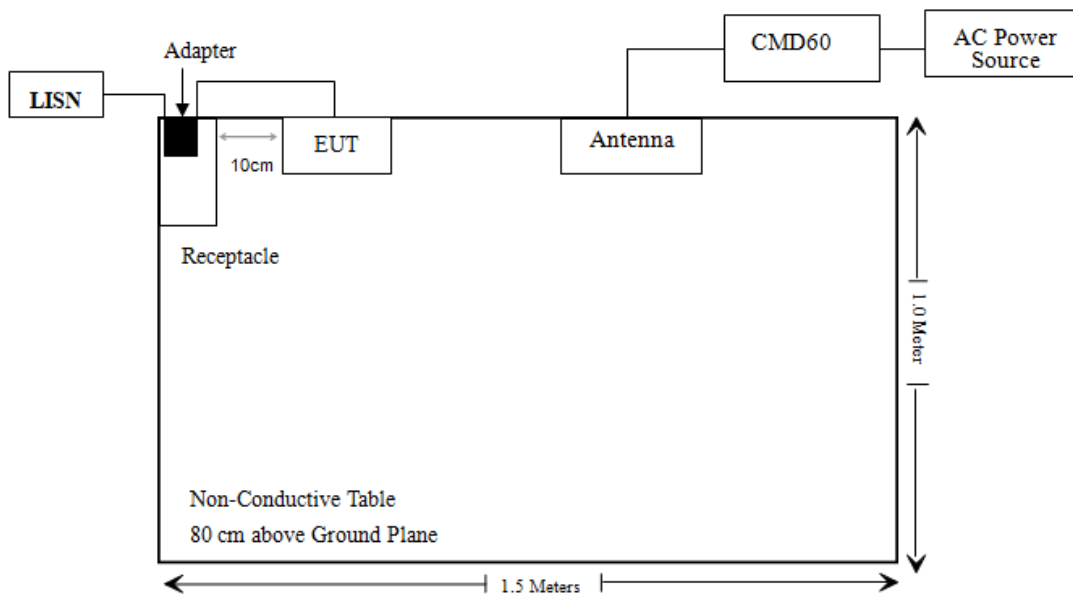 Adapter
CMD60
AC Power
Source
LISN
10cm
EUT
Antenna
Receptacle
1.0 Meter
Non-Conductive Table
80 cm above Ground Plane
1.5 Meters